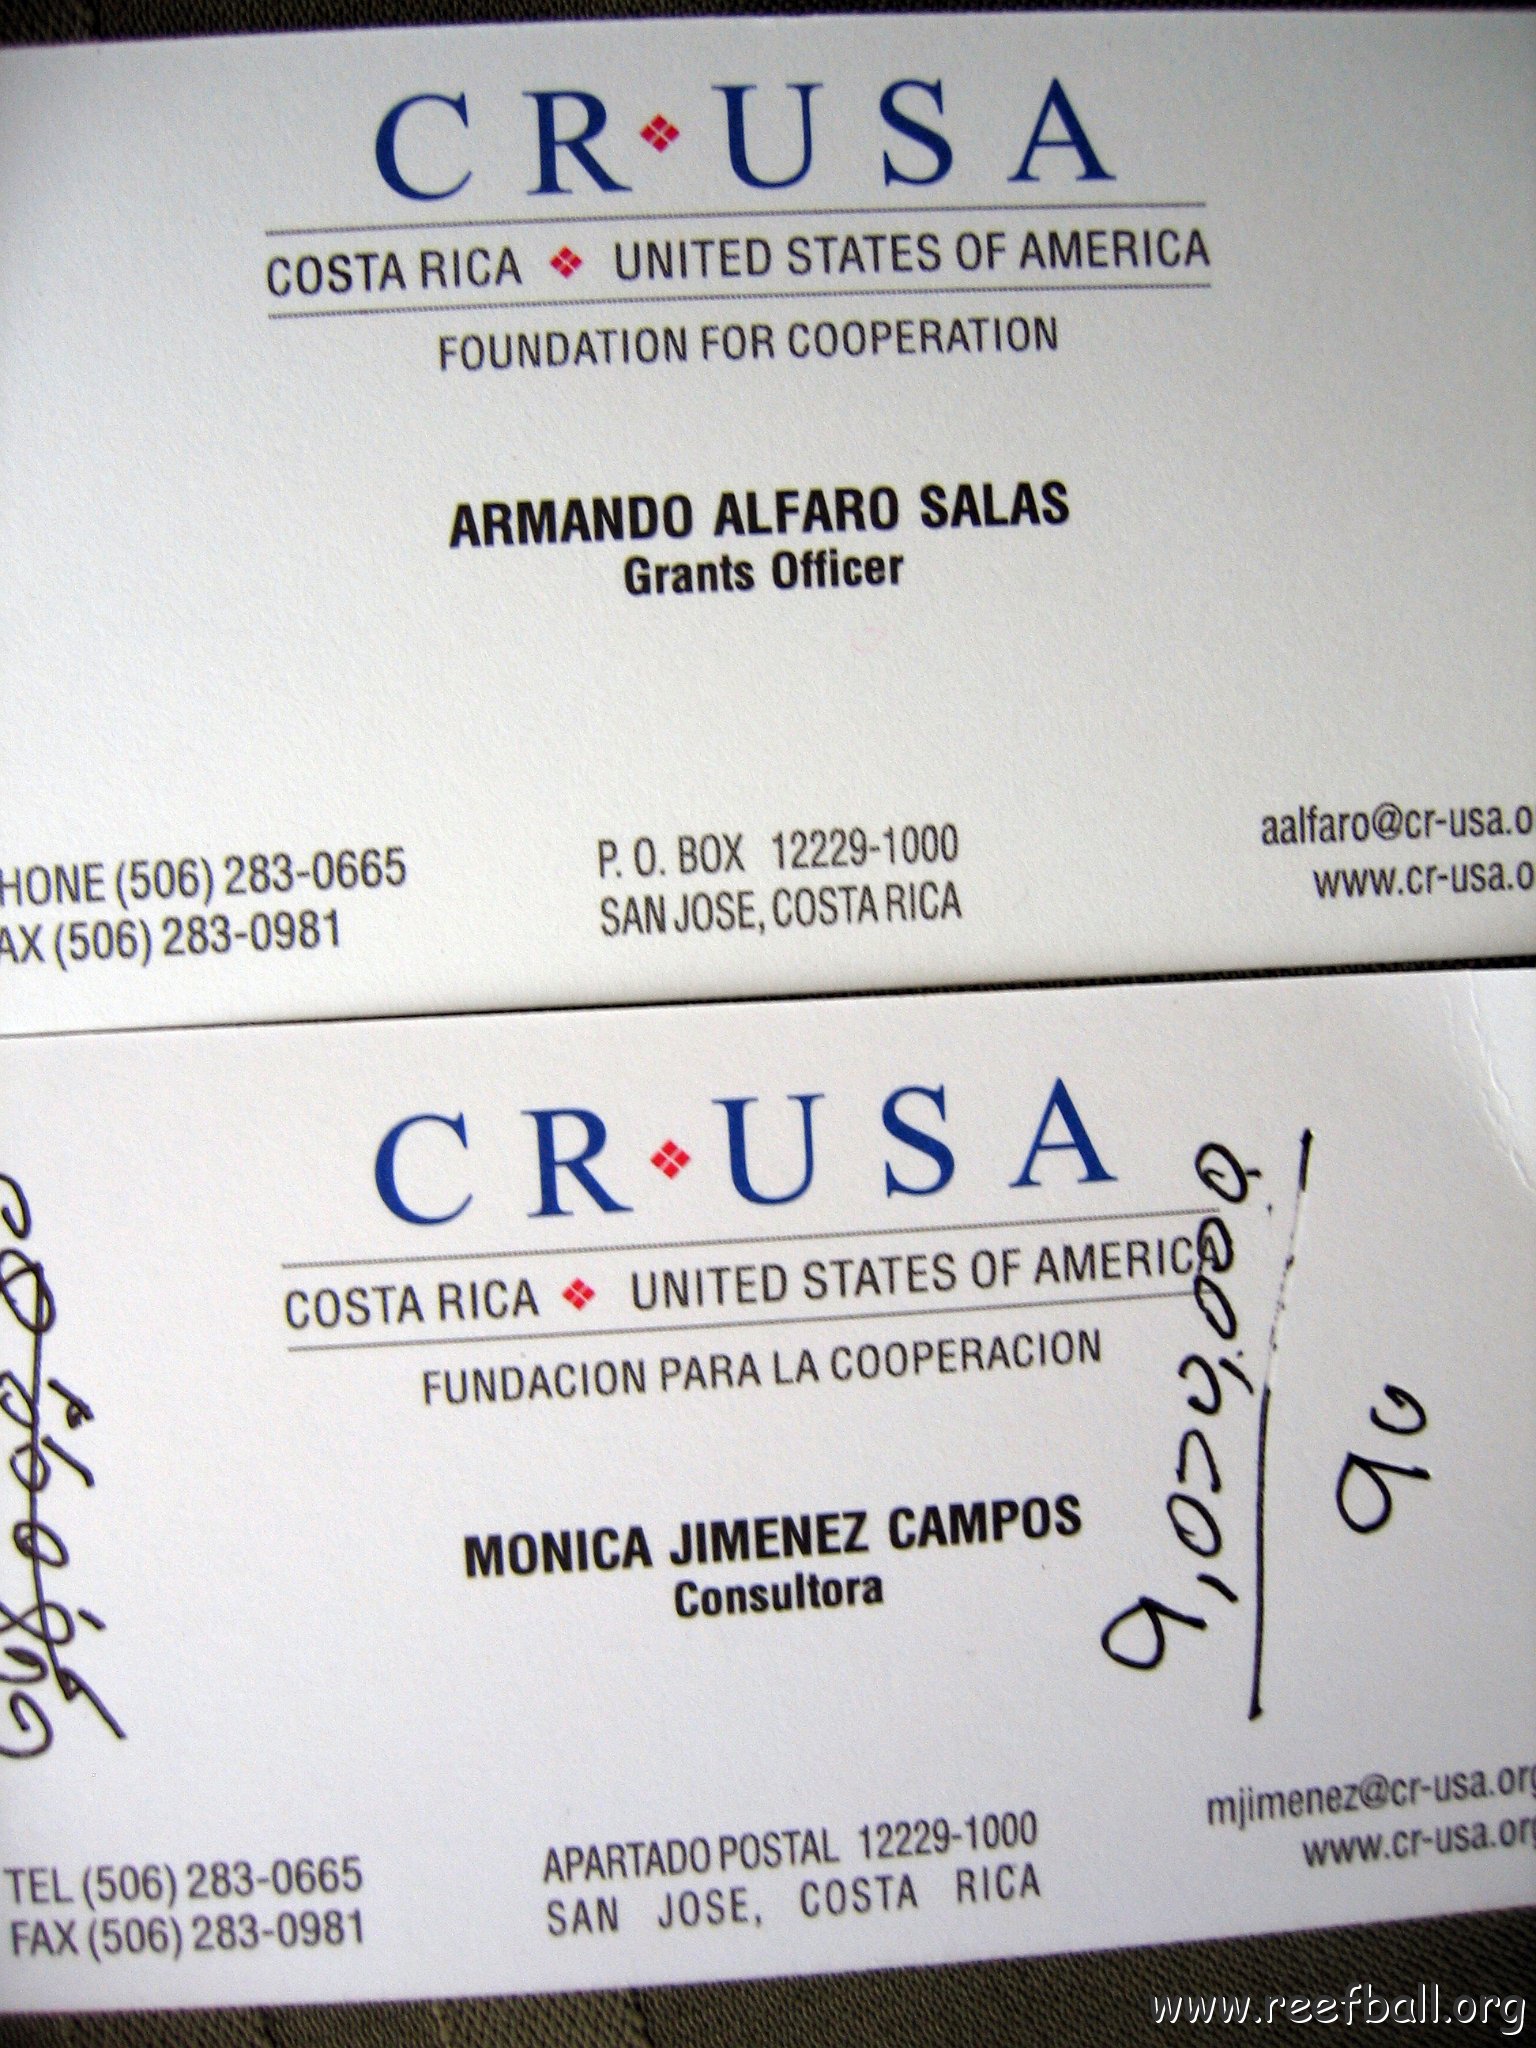 CR USA
COSTA RICA UNITED STATES OF AMERICA
FOUNDATION FOR COOPERATION
ARMANDO ALFARO SALAS
Grants Officer
HONE (506) 283-0665
AX (506) 283-0981
P. O. BOX 12229-1000
SAN JOSE, COSTA RICA
aalfaro@cr-usa.o
www.cr-usa.o
CR USA
COSTA RICA UNITED STATES OF AMERICA
FUNDACION PARA LA COOPERACION
MONICA JIMENEZ CAMPOS
Consultora
TEL (506) 283-0665
FAX (506) 283-0981
APARTADO POSTAL 12229-1000
SAN JOSE, COSTA RICA
mjimenez@cr-usa.org
www.cr-usa.org
www.reefball.org